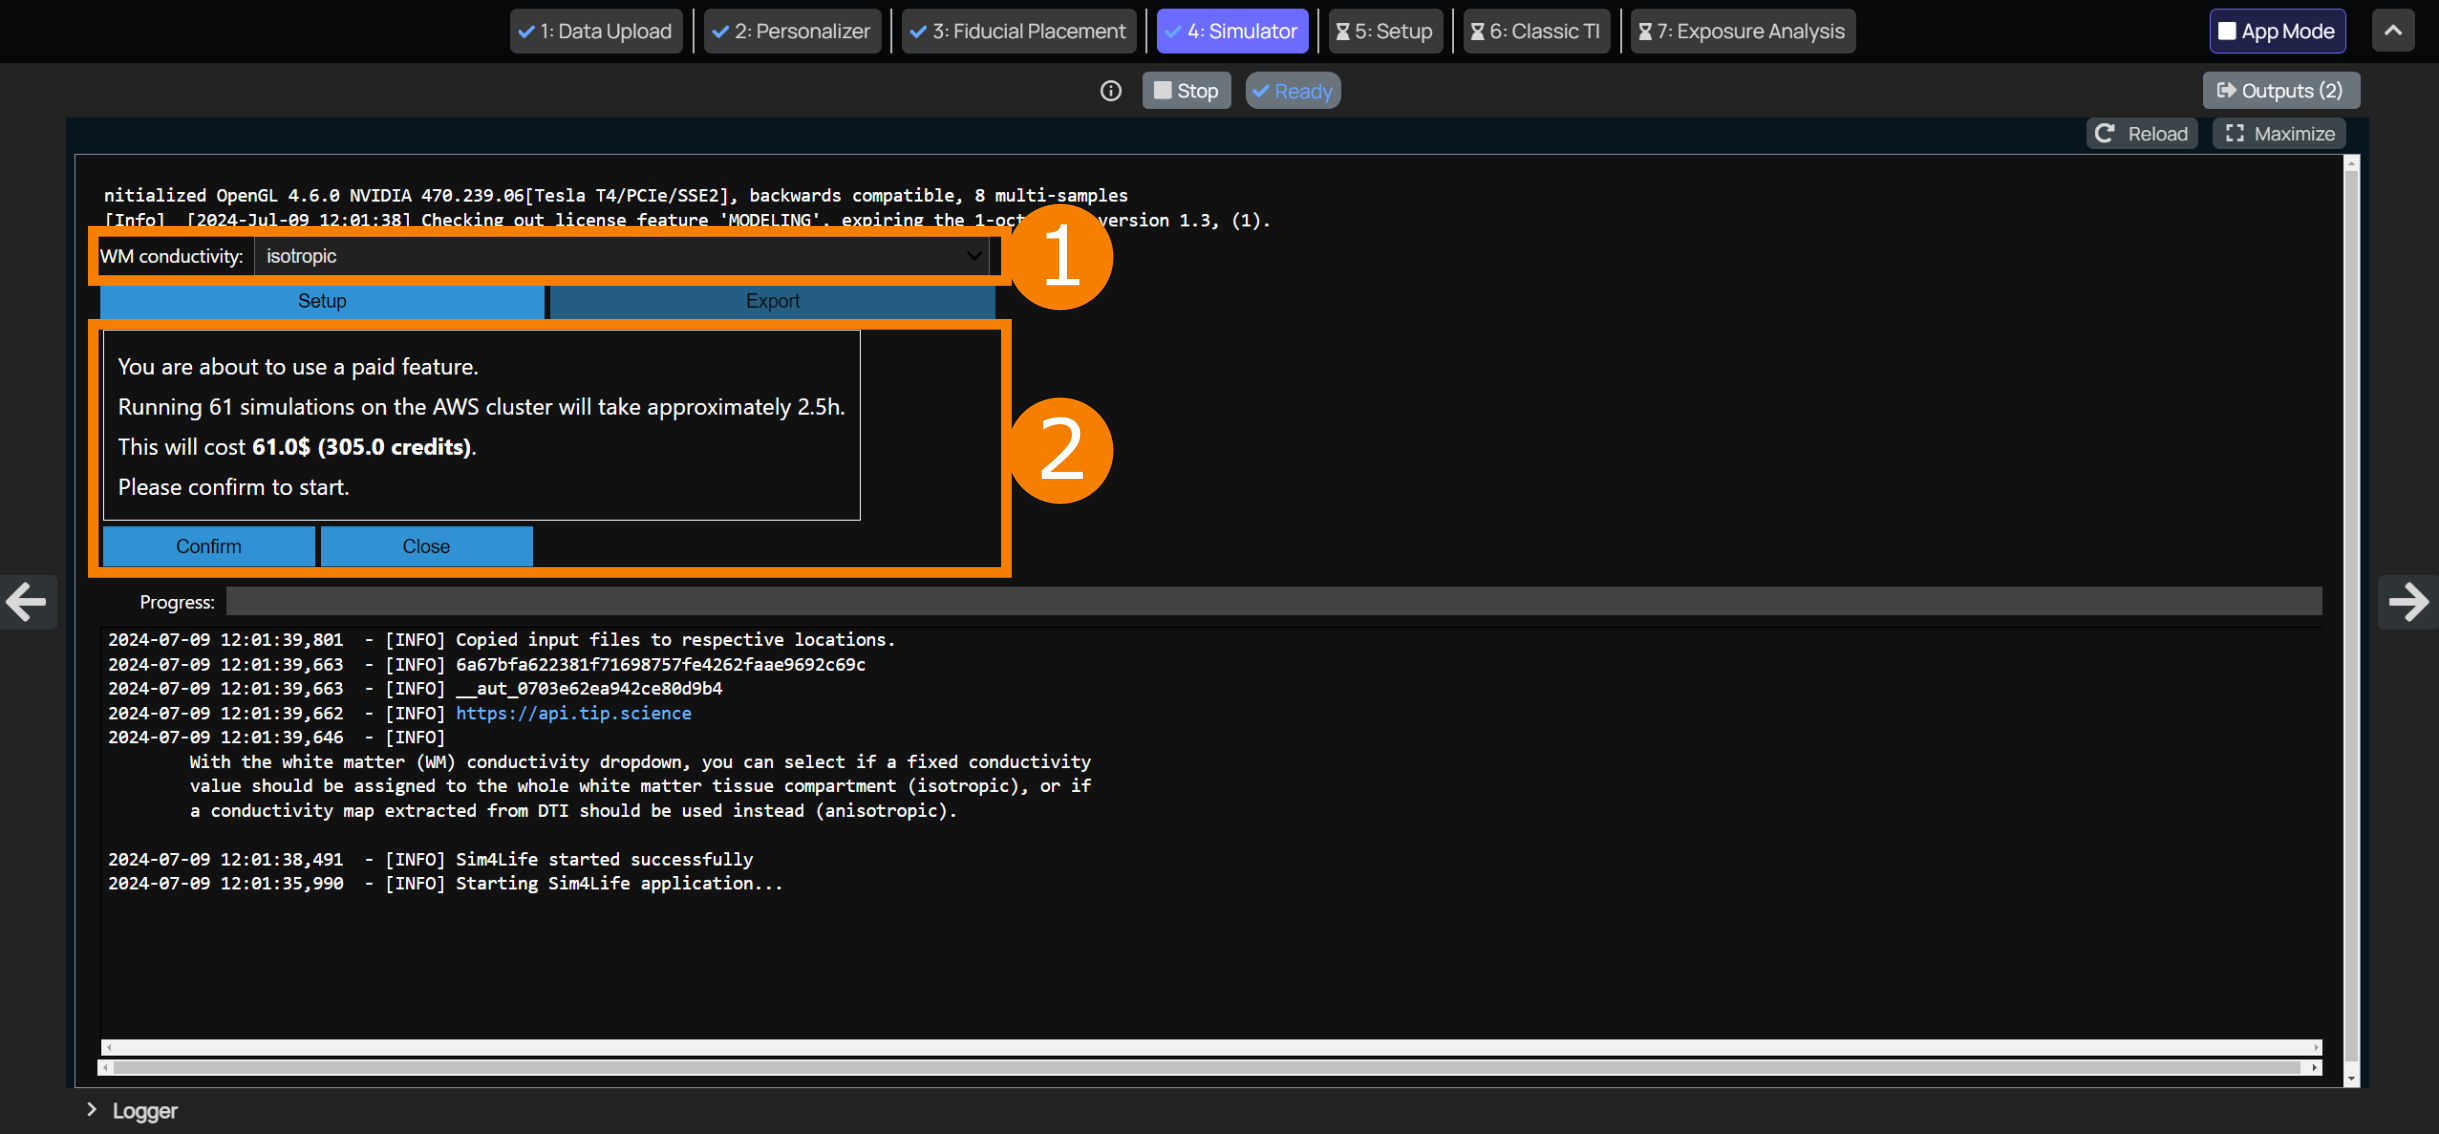 1: Data Upload
2: Personalizer
3: Fiducial Placement
4: Simulator
5: Setup
6: Classic TI
7: Exposure Analysis
App Mode
Stop
Ready
Outputs (2)
Reload
Maximize
nitialized OpenGL 4.6.0 NVIDIA 470.239.06[Tesla T4/PCIe/SSE2], backwards compatible, 8 multi-samples
[Info]  [2024-Jul-09 12:01:38] Checking out license feature 'MODELING', expiring the 1-oct version 1.3, (1).
WM conductivity: isotropic
1
Setup
Export
You are about to use a paid feature.
Running 61 simulations on the AWS cluster will take approximately 2.5h.
This will cost 61.0$ (305.0 credits).
Please confirm to start.
2
Confirm
Close
Progress:
2024-07-09 12:01:39,801  - [INFO] Copied input files to respective locations.
2024-07-09 12:01:39,663  - [INFO] 6a67bfa622381f71698757fe4262faae9692c69c
2024-07-09 12:01:39,663  - [INFO] __aut_0703e62ea942ce80d9b4
2024-07-09 12:01:39,662  - [INFO] https://api.tip.science
2024-07-09 12:01:39,646  - [INFO]
With the white matter (WM) conductivity dropdown, you can select if a fixed conductivity
value should be assigned to the whole white matter tissue compartment (isotropic), or if
a conductivity map extracted from DTI should be used instead (anisotropic).
2024-07-09 12:01:38,491  - [INFO] Sim4Life started successfully
2024-07-09 12:01:35,990  - [INFO] Starting Sim4Life application...
Logger